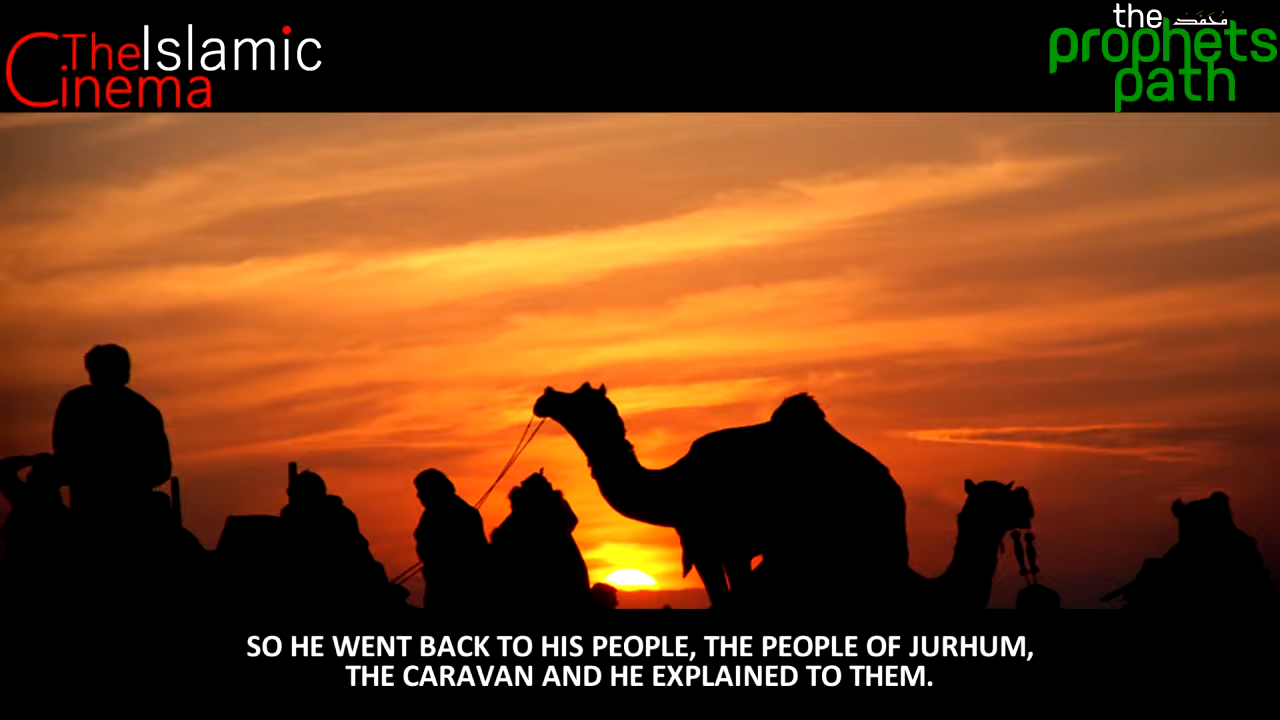 TheIslamic
Cinema
the مُحَمَّد
prophets
path
SO HE WENT BACK TO HIS PEOPLE, THE PEOPLE OF JURHUM,
THE CARAVAN AND HE EXPLAINED TO THEM.